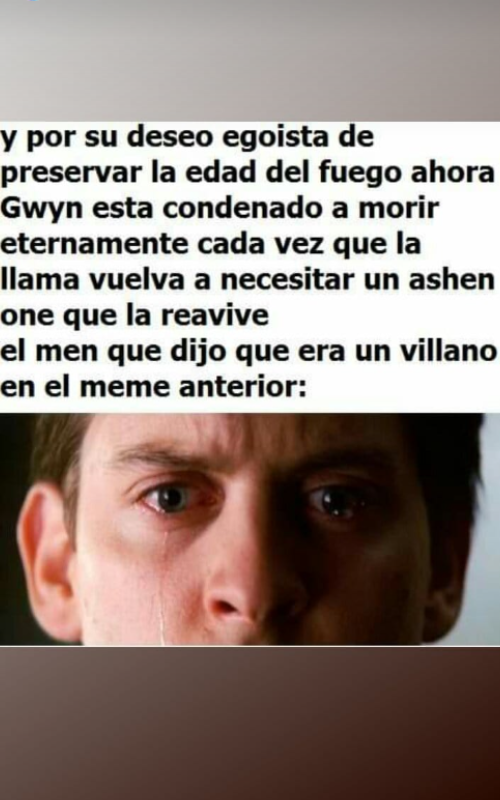 y por su deseo egoista de
preservar la edad del fuego ahora
Gwyn esta condenado a morir
eternamente cada vez que la
llama vuelva a necesitar un ashen
one que la reavive
el men que dijo que era un villano
en el meme anterior: